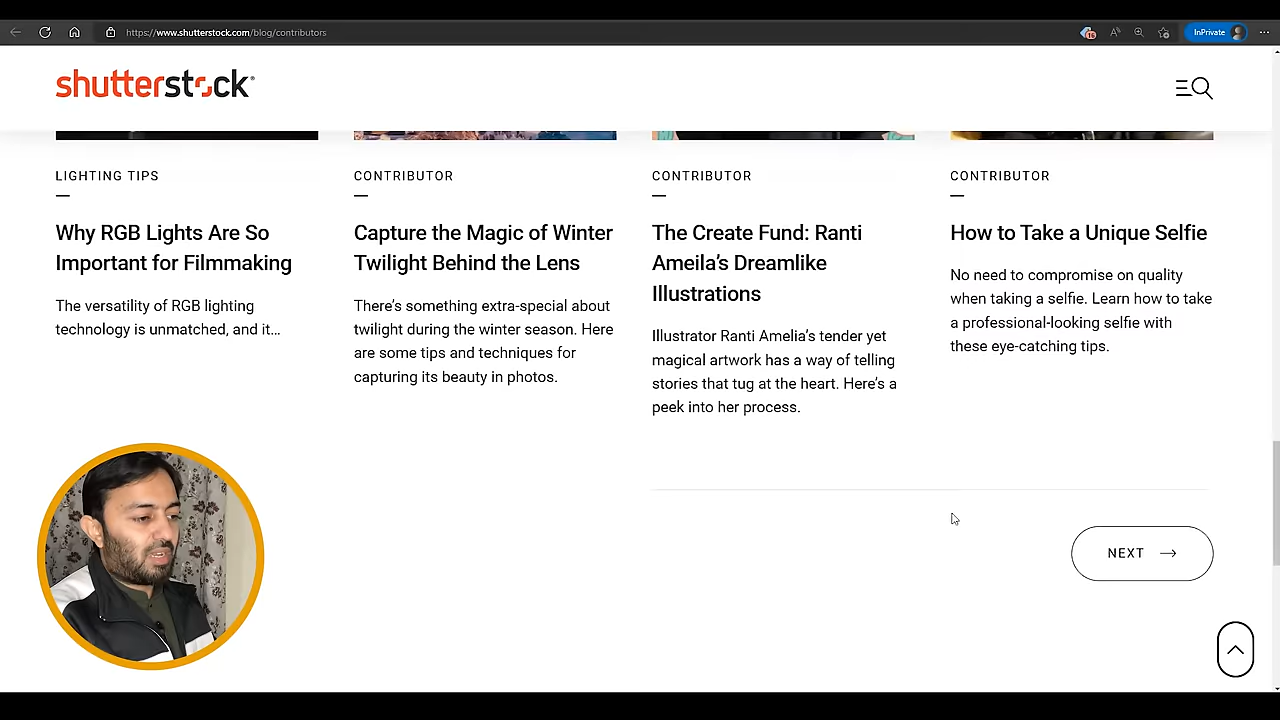 https://www.shutterstock.com/blog/contributors
InPrivate
shutterstock
LIGHTING TIPS
Why RGB Lights Are So
Important for Filmmaking
The versatility of RGB lighting
technology is unmatched, and it...
CONTRIBUTOR
Capture the Magic of Winter
Twilight Behind the Lens
There's something extra-special about
twilight during the winter season. Here
are some tips and techniques for
capturing its beauty in photos.
CONTRIBUTOR
The Create Fund: Ranti
Ameila's Dreamlike
Illustrations
Illustrator Ranti Amelia's tender yet
magical artwork has a way of telling
stories that tug at the heart. Here's a
peek into her process.
CONTRIBUTOR
How to Take a Unique Selfie
No need to compromise on quality
when taking a selfie. Learn how to take
a professional-looking selfie with
these eye-catching tips.
NEXT